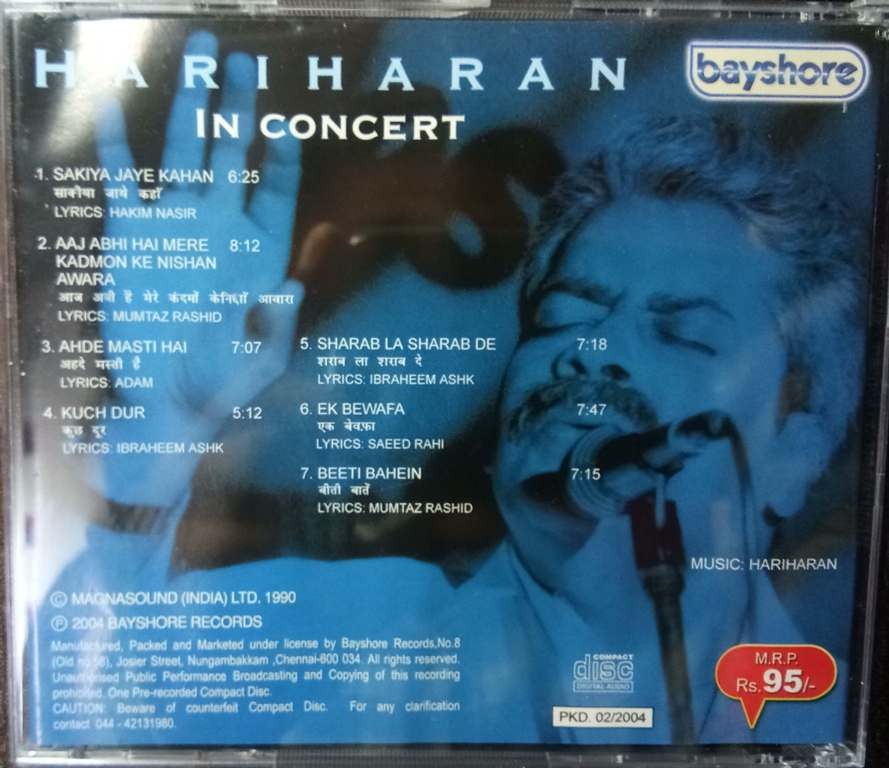 HARIHARAN
IN CONCERT
bayshore
1. SAKIYA JAYE KAHAN 6:25
साकीया जाये कहाँ
LYRICS: HAKIM NASIR
2. AAJ ABHI HAI MERE 8:12
KADMON KE NISHAN
AWARA
आज अभी हैं मेरे कदमों केनिशाँ आवारा
LYRICS: MUMTAZ RASHID
3. AHDE MASTI HAI 7:07
अहदे मस्ती है
LYRICS: ADAM
4. KUCH DUR 5:12
कुछ दूर
LYRICS: IBRAHEEM ASHK
5. SHARAB LA SHARAB DE 7:18
शराब ला शराब दे
LYRICS: IBRAHEEM ASHK
6. EK BEWAFA 7:47
एक बेवफ़ा
LYRICS: SAEED RAHI
7. BEETI BAHEIN 7:15
बीती बातें
LYRICS: MUMTAZ RASHID
MUSIC: HARIHARAN
© MAGNASOUND (INDIA) LTD. 1990
℗ 2004 BAYSHORE RECORDS
Manufactured, Packed and Marketed under license by Bayshore Records,No.8
(Old no.56), Josier Street, Nungambakkam ,Chennai-600 034. All rights reserved.
Unauthorised Public Performance Broadcasting and Copying of this recording
prohibited. One Pre-recorded Compact Disc.
CAUTION: Beware of counterfeit Compact Disc. For any clarification
contact 044 - 42131980.
COMPACT
disc
DIGITAL AUDIO
PKD. 02/2004
M.R.P.
Rs.95/-